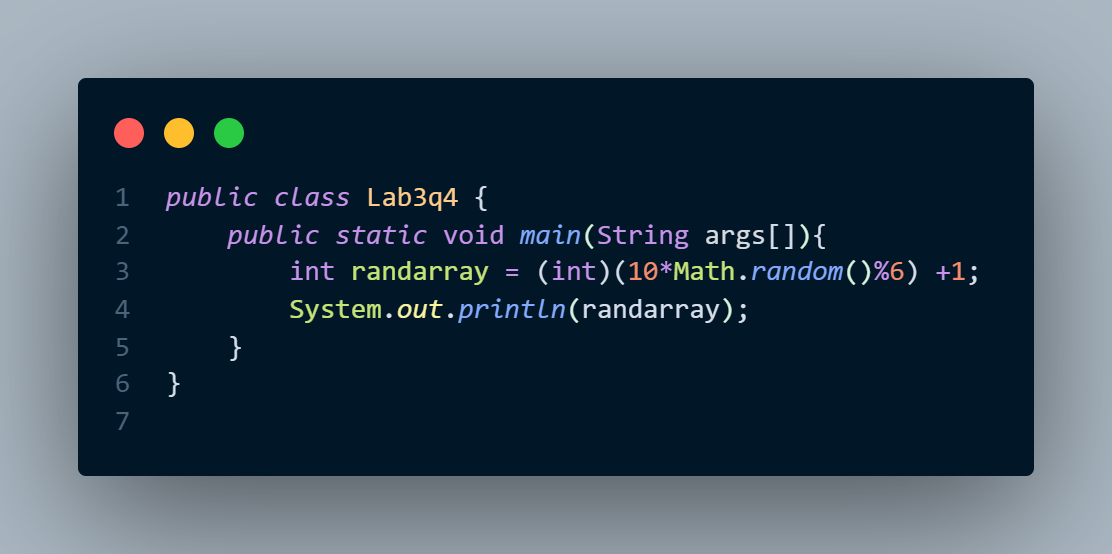 1 public class Lab3q4 {
2     public static void main(String args[]){
3         int randarray = (int)(10*Math.random()%6) +1;
4         System.out.println(randarray);
5     }
6 }
7